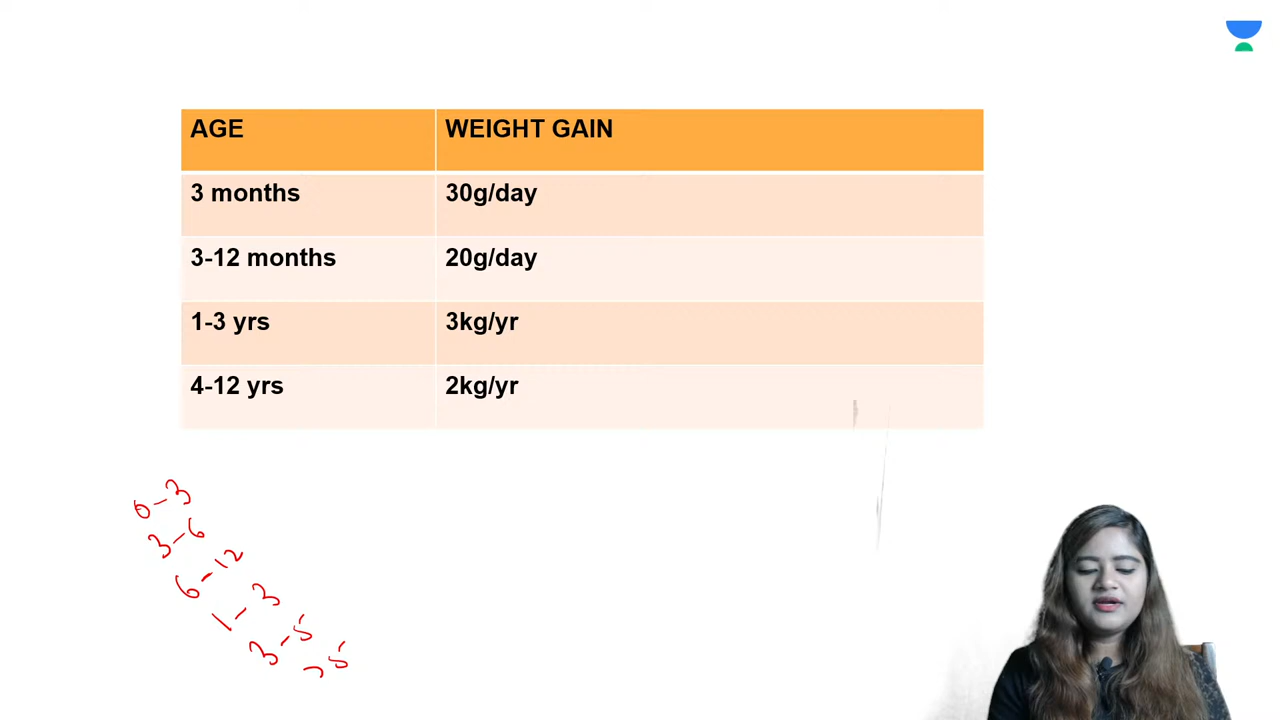 AGE WEIGHT GAIN
3 months 30g/day
3-12 months 20g/day
1-3 yrs 3kg/yr
4-12 yrs 2kg/yr
0-3
3-6
6-12
1-3
3-5